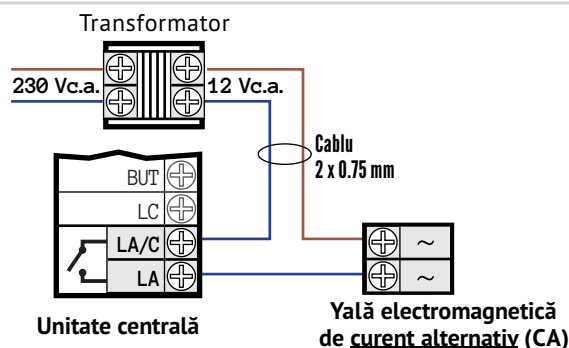 Transformator
230 Vc.a.
12 Vc.a.
Cablu
2 x 0.75 mm
BUT
LC
LA/C
LA
~
~
Unitate centrală
Yală electromagnetică
de curent alternativ (CA)